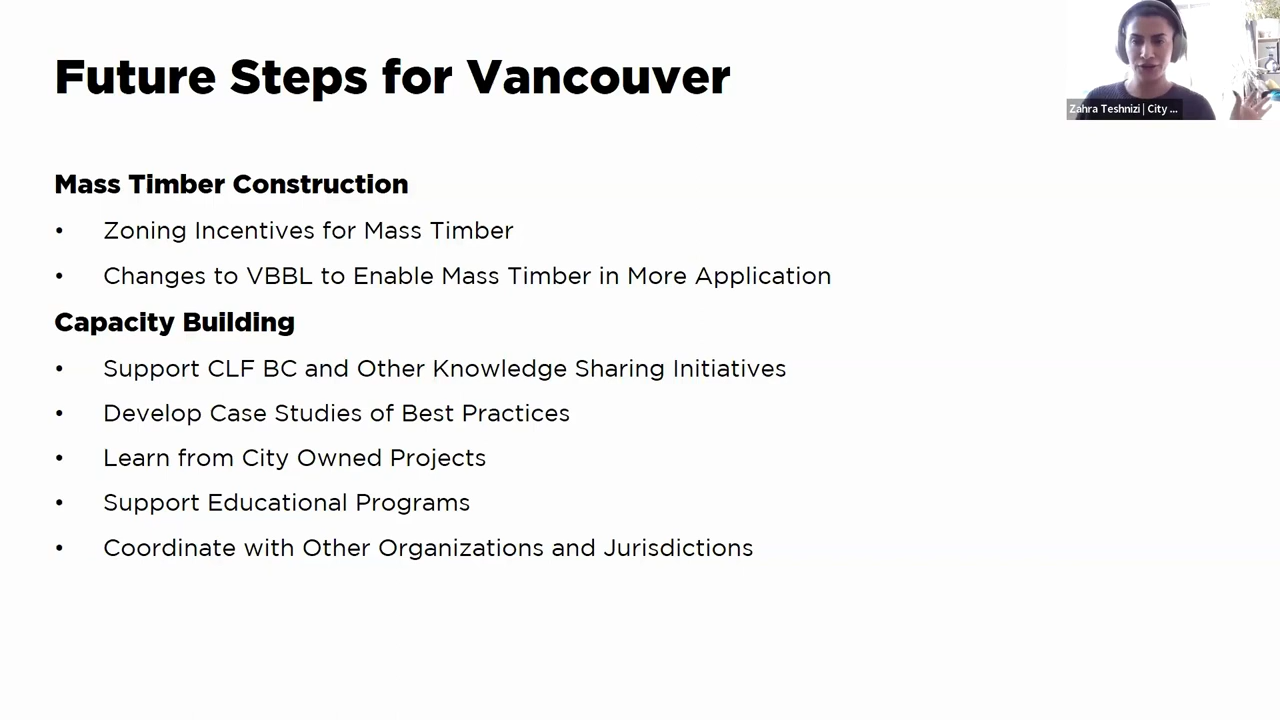 Future Steps for Vancouver
Zahra Teshnizi | City ...
Mass Timber Construction
• Zoning Incentives for Mass Timber
• Changes to VBBL to Enable Mass Timber in More Application
Capacity Building
• Support CLF BC and Other Knowledge Sharing Initiatives
• Develop Case Studies of Best Practices
• Learn from City Owned Projects
• Support Educational Programs
• Coordinate with Other Organizations and Jurisdictions